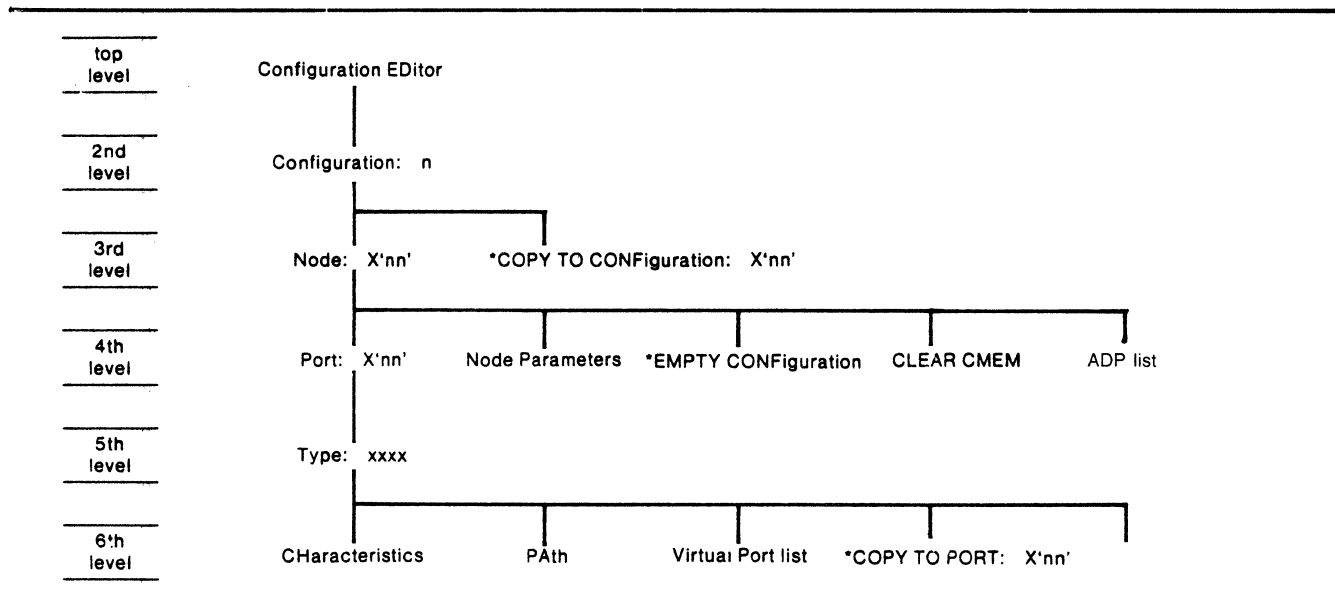 top
level
Configuration EDitor
2nd
level
Configuration: n
3rd
level
Node: X'nn' *COPY TO CONFiguration: X'nn'
4th
level
Port: X'nn' Node Parameters *EMPTY CONFiguration CLEAR CMEM ADP list
5th
level
Type: xxxx
6th
level
CHaracteristics PAth Virtual Port list *COPY TO PORT: X'nn'